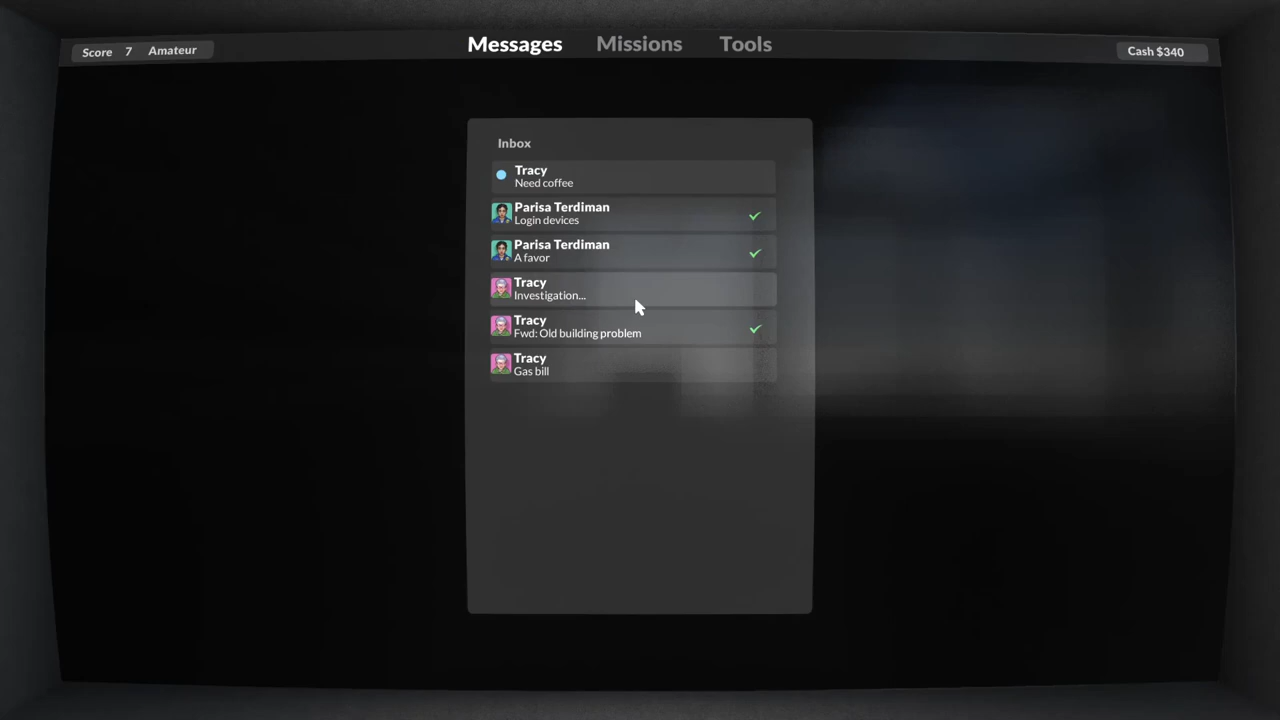 Score 7 Amateur
Messages Missions Tools
Cash $340
Inbox
Tracy
Need coffee
Parisa Terdiman
Login devices
Parisa Terdiman
A favor
Tracy
Investigation...
Tracy
Fwd: Old building problem
Tracy
Gas bill